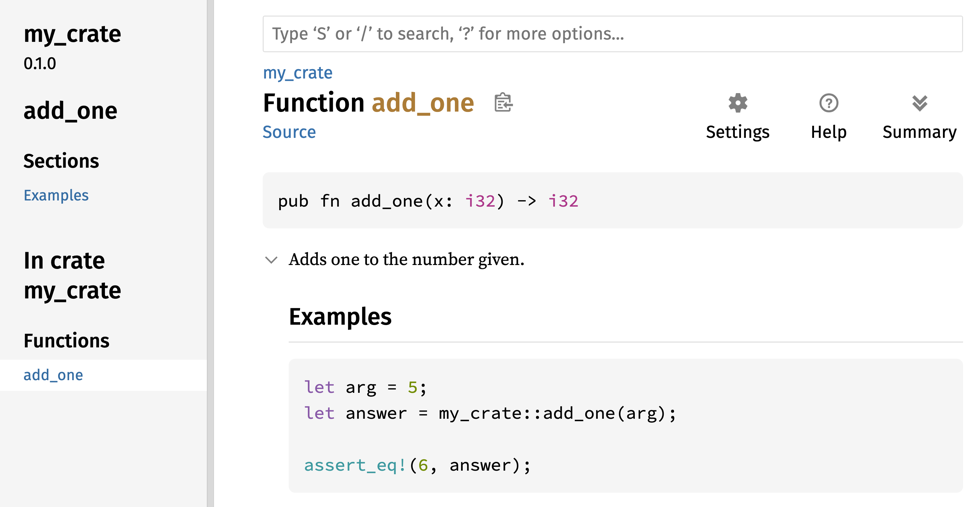 my_crate
0.1.0
add_one
Sections
Examples
In crate
my_crate
Functions
add_one
Type ‘S’ or ‘/’ to search, ‘?’ for more options…
my_crate
Function add_one
Source
Settings
Help
Summary
pub fn add_one(x: i32) -> i32
Adds one to the number given.
Examples
let arg = 5;
let answer = my_crate::add_one(arg);
assert_eq!(6, answer);